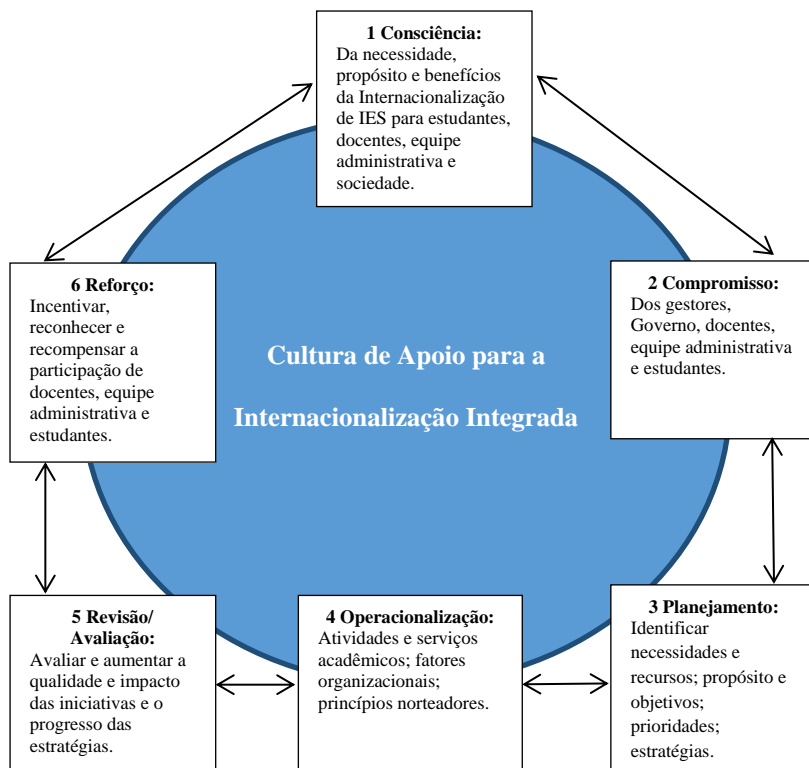 1 Consciência:
Da necessidade,
propósito e benefícios
da Internacionalização
de IES para estudantes,
docentes, equipe
administrativa e
sociedade.
6 Reforço:
Incentivar,
reconhecer e
recompensar a
participação de
docentes, equipe
administrativa e
estudantes.
Cultura de Apoio para a
Internacionalização Integrada
2 Compromisso:
Dos gestores,
Governo, docentes,
equipe administrativa
e estudantes.
5 Revisão/
Avaliação:
Avaliar e aumentar a
qualidade e impacto
das iniciativas e o
progresso das
estratégias.
4 Operacionalização:
Atividades e serviços
acadêmicos; fatores
organizacionais;
princípios norteadores.
3 Planejamento:
Identificar
necessidades e
recursos; propósito e
objetivos;
prioridades;
estratégias.